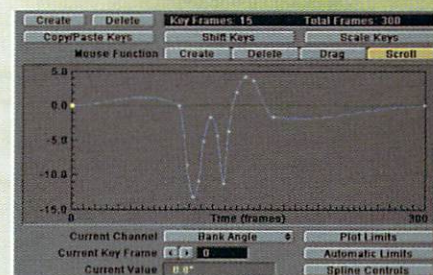 Create Delete Key Frames: 15 Total Frames: 300
Copy/Paste Keys Shift Keys Scale Keys
Mouse Function Create Delete Drag Scroll
5.0
0.0
-5.0
-10.0
-15.0
0 Time (frames) 300
Current Channel Bank Angle Plot Limits
Current Key Frame 0 Automatic Limits
Current Value 0.0° Spline Controls